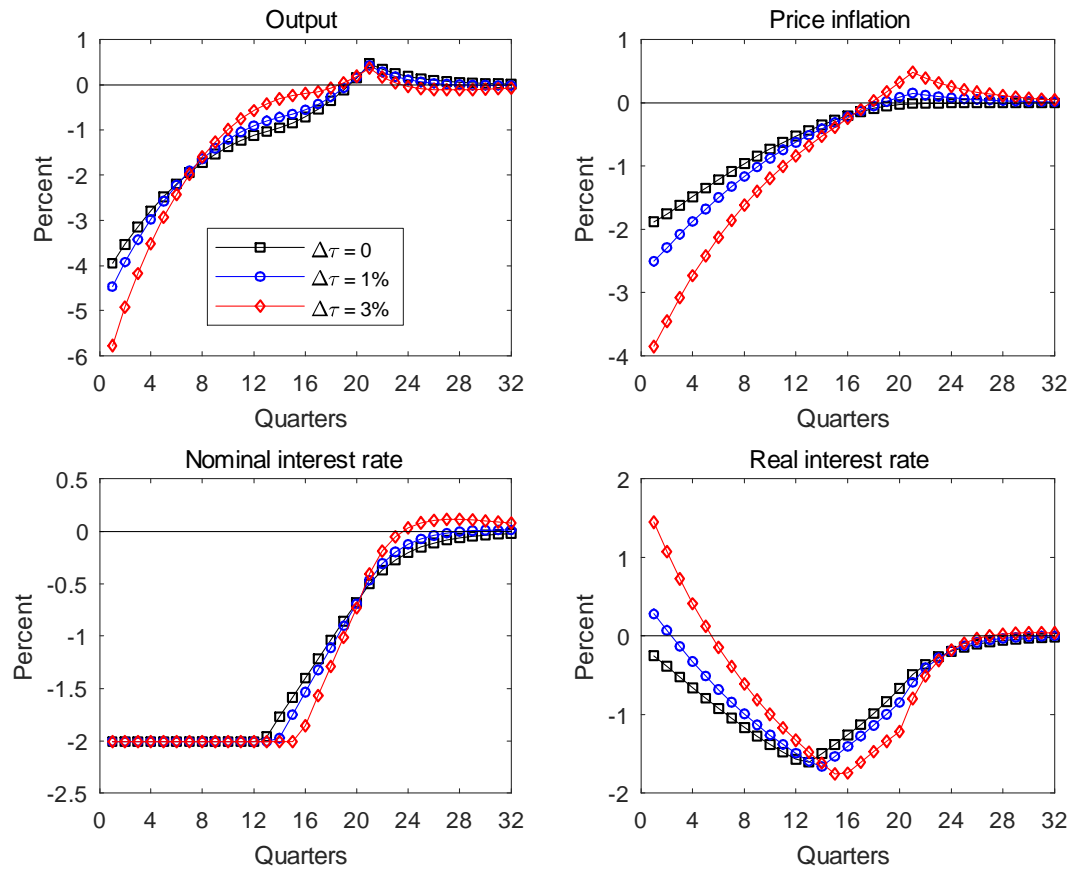 Output
Percent
1
0
-1
-2
-3
-4
-5
-6
Δτ = 0
Δτ = 1%
Δτ = 3%
0 4 8 12 16 20 24 28 32
Quarters
Price inflation
Percent
1
0
-1
-2
-3
-4
0 4 8 12 16 20 24 28 32
Quarters
Nominal interest rate
Percent
0.5
0
-0.5
-1
-1.5
-2
-2.5
0 4 8 12 16 20 24 28 32
Quarters
Real interest rate
Percent
2
1
0
-1
-2
0 4 8 12 16 20 24 28 32
Quarters